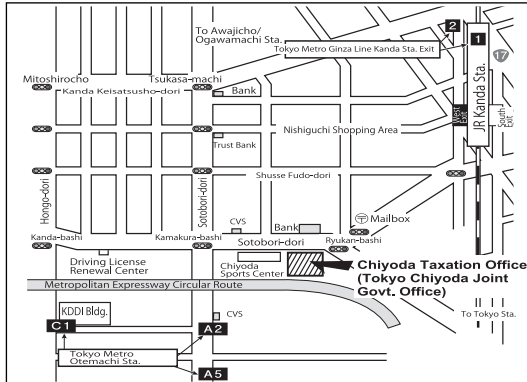 To Awajicho/
Ogawamachi Sta.
2
Tokyo Metro Ginza Line Kanda Sta. Exit
1
17
JR Kanda Sta.
Mitoshirocho
Tsukasa-machi
Kanda Keisatsusho-dori
Bank
West Exit
South Exit
Nishiguchi Shopping Area
Trust Bank
Shusse Fudo-dori
Hongo-dori
Sotobori-dori
CVS
Bank
〒Mailbox
Kanda-bashi
Kamakura-bashi
Sotobori-dori
Ryukan-bashi
Driving License
Renewal Center
Chiyoda
Sports Center
Chiyoda Taxation Office
(Tokyo Chiyoda Joint
Govt. Office)
Metropolitan Expressway Circular Route
KDDI Bldg.
To Tokyo Sta.
CVS
C1
A2
Tokyo Metro
Otemachi Sta.
A5